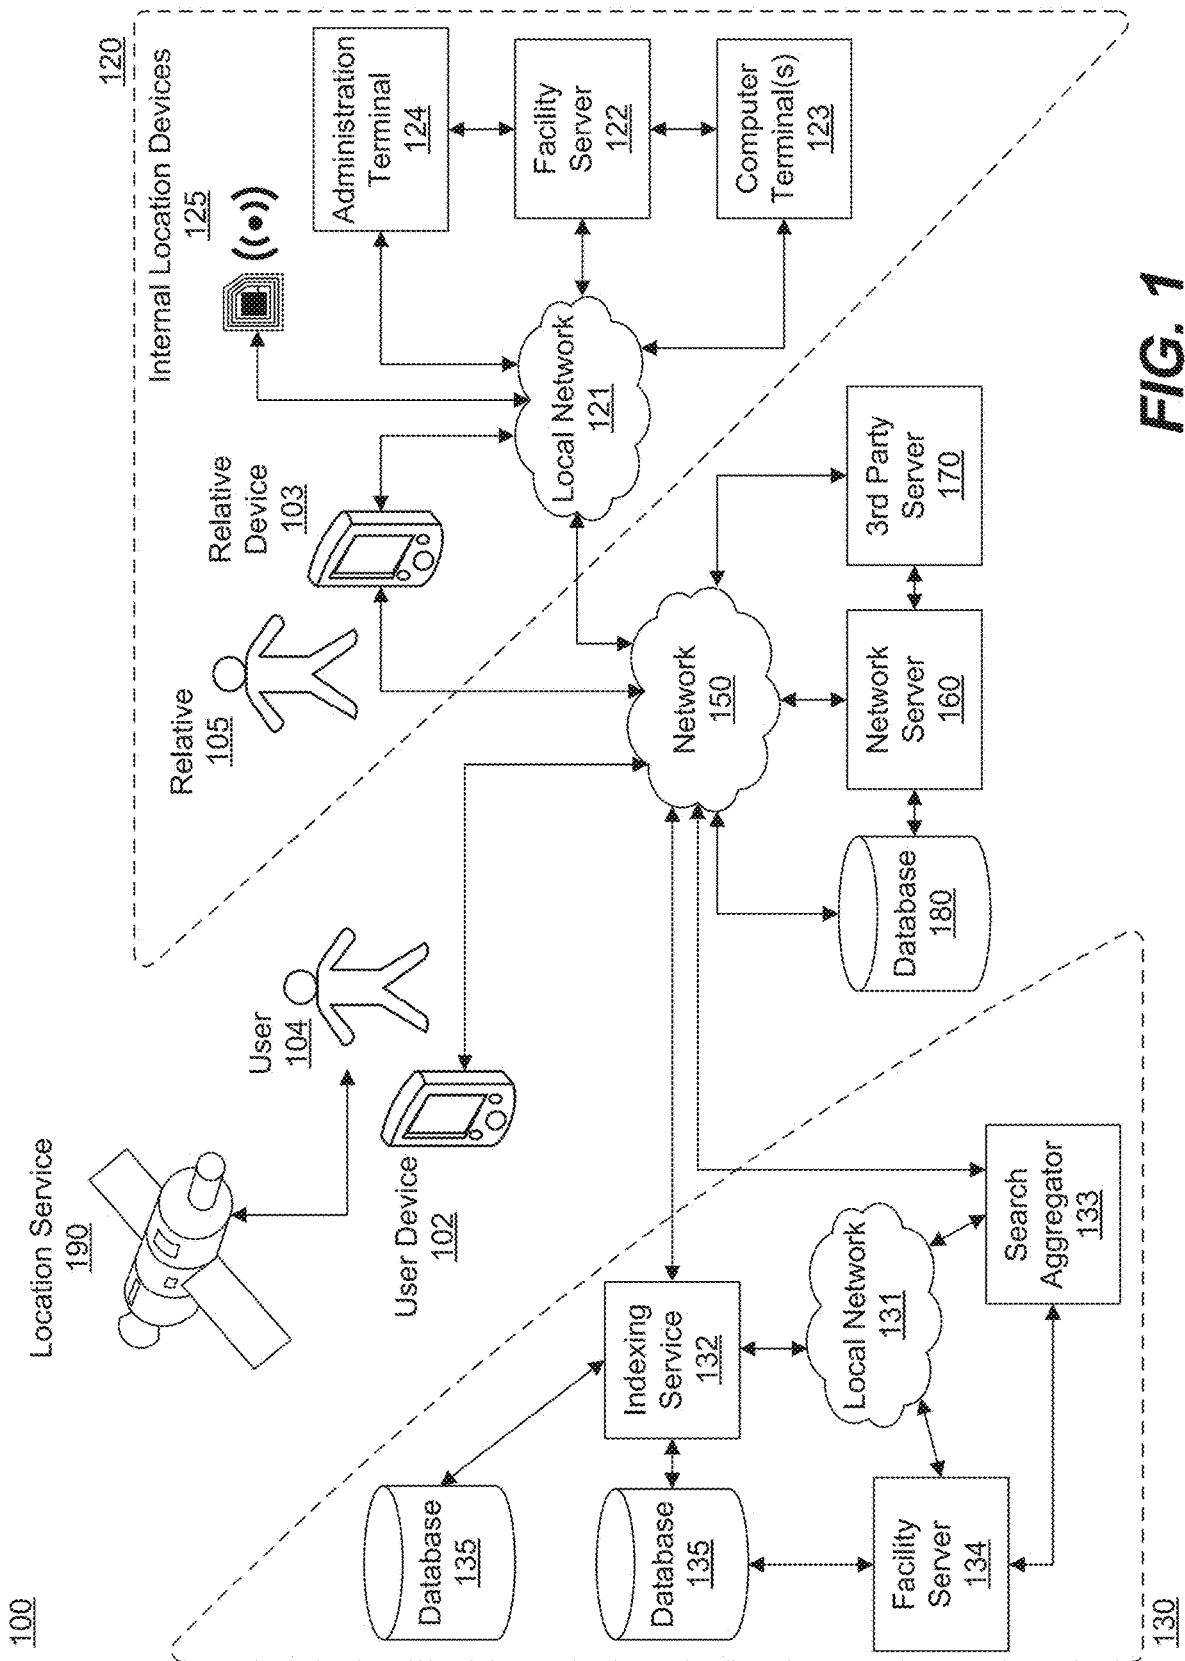 100
Location Service
190
User
104
User Device
102
Relative
105
Relative
Device
103
120
Internal Location Devices
125
Administration
Terminal
124
Facility
Server
122
Computer
Terminal(s)
123
Local Network
121
Network
150
3rd Party
Server
170
Network
Server
160
Database
180
Database
135
Database
135
Indexing
Service
132
Local Network
131
Search
Aggregator
133
Facility
Server
134
130
FIG. 1